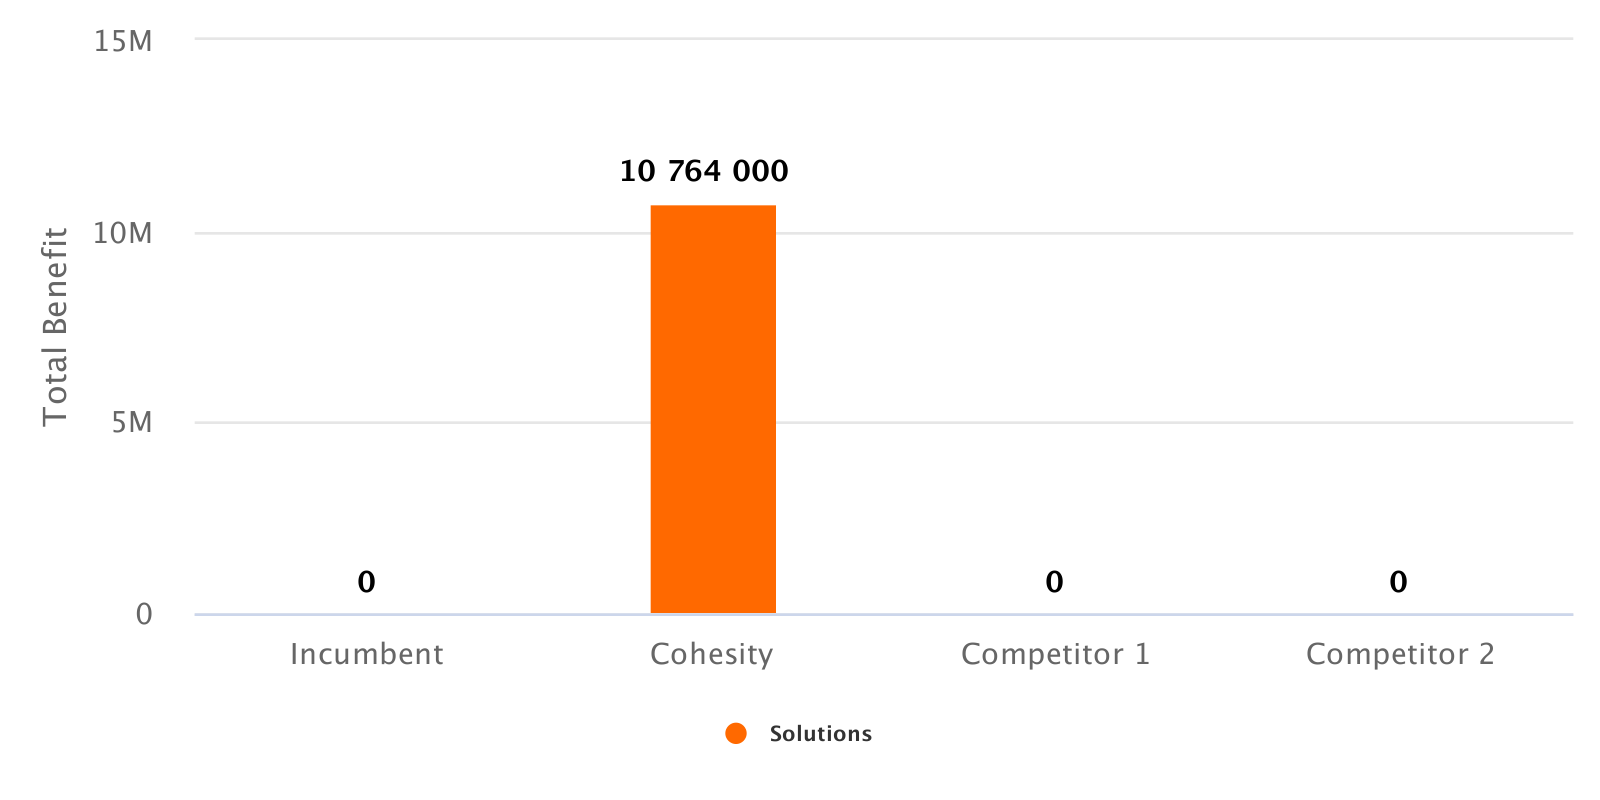 15M
10 764 000
10M
Total Benefit
5M
0
0
0
0
Incumbent
Cohesity
Competitor 1
Competitor 2
Solutions